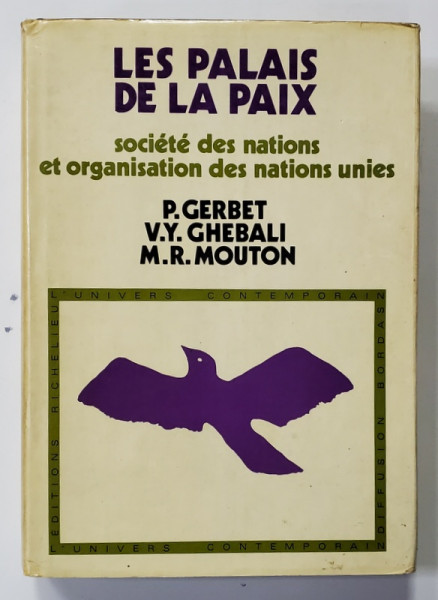 LES PALAIS
DE LA PAIX
société des nations
et organisation des nations unies
P. GERBET
V.Y. GHEBALI
M.R. MOUTON
L'UNIVERS CONTEMPORAIN
ÉDITIONS RICHELIEU
DIFFUSION BORDAS
L'UNIVERS CONTEMPORAIN